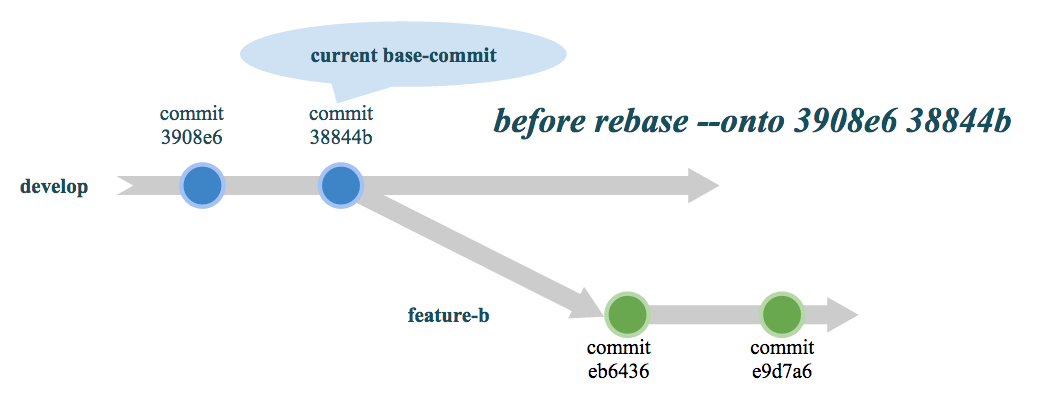 current base-commit
commit
3908e6
commit
38844b
before rebase --onto 3908e6 38844b
develop
feature-b
commit
eb6436
commit
e9d7a6